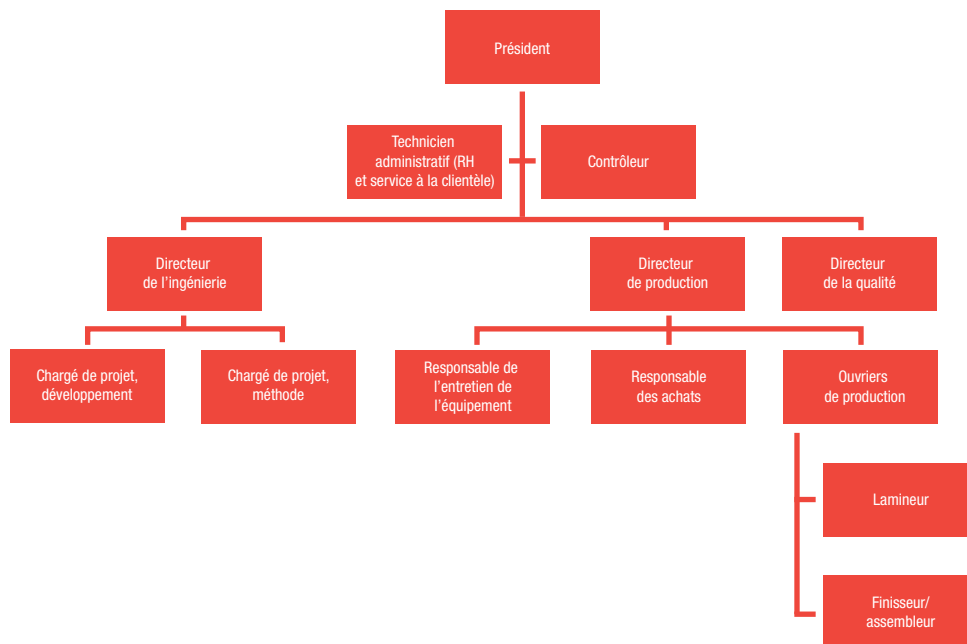 Président
Technicien
administratif (RH
et service à la clientèle)
Contrôleur
Directeur
de l'ingénierie
Directeur
de production
Directeur
de la qualité
Chargé de projet,
développement
Chargé de projet,
méthode
Responsable de
l'entretien de
l'équipement
Responsable
des achats
Ouvriers
de production
Lamineur
Finisseur/
assembleur